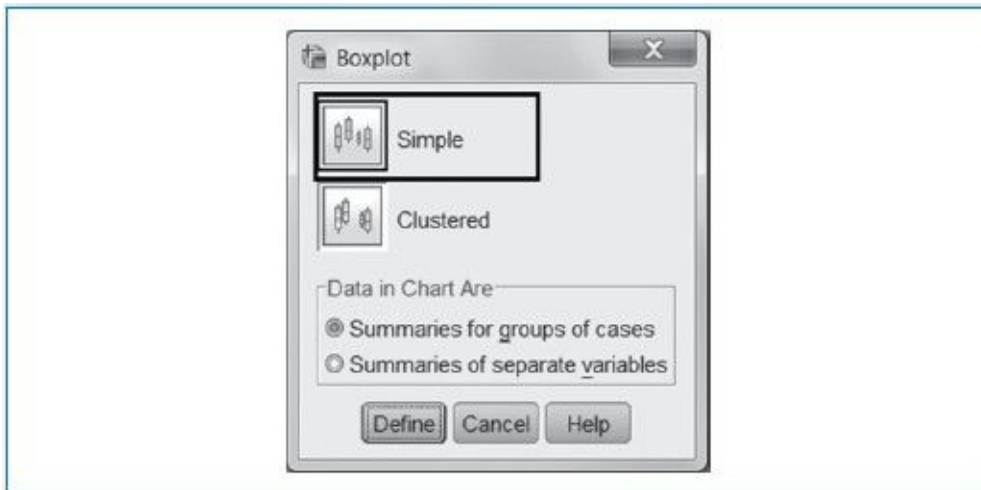 Boxplot
Simple
Clustered
Data in Chart Are
Summaries for groups of cases
Summaries of separate variables
Define Cancel Help